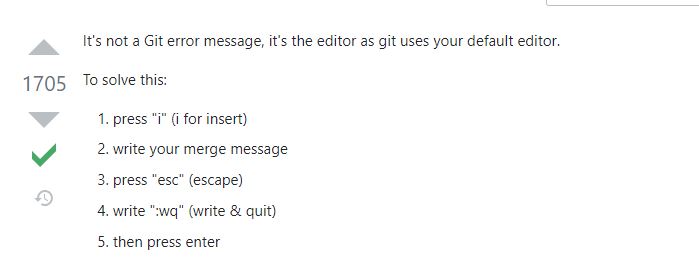 It's not a Git error message, it's the editor as git uses your default editor.
1705
To solve this:
1. press "i" (i for insert)
2. write your merge message
3. press "esc" (escape)
4. write ":wq" (write & quit)
5. then press enter